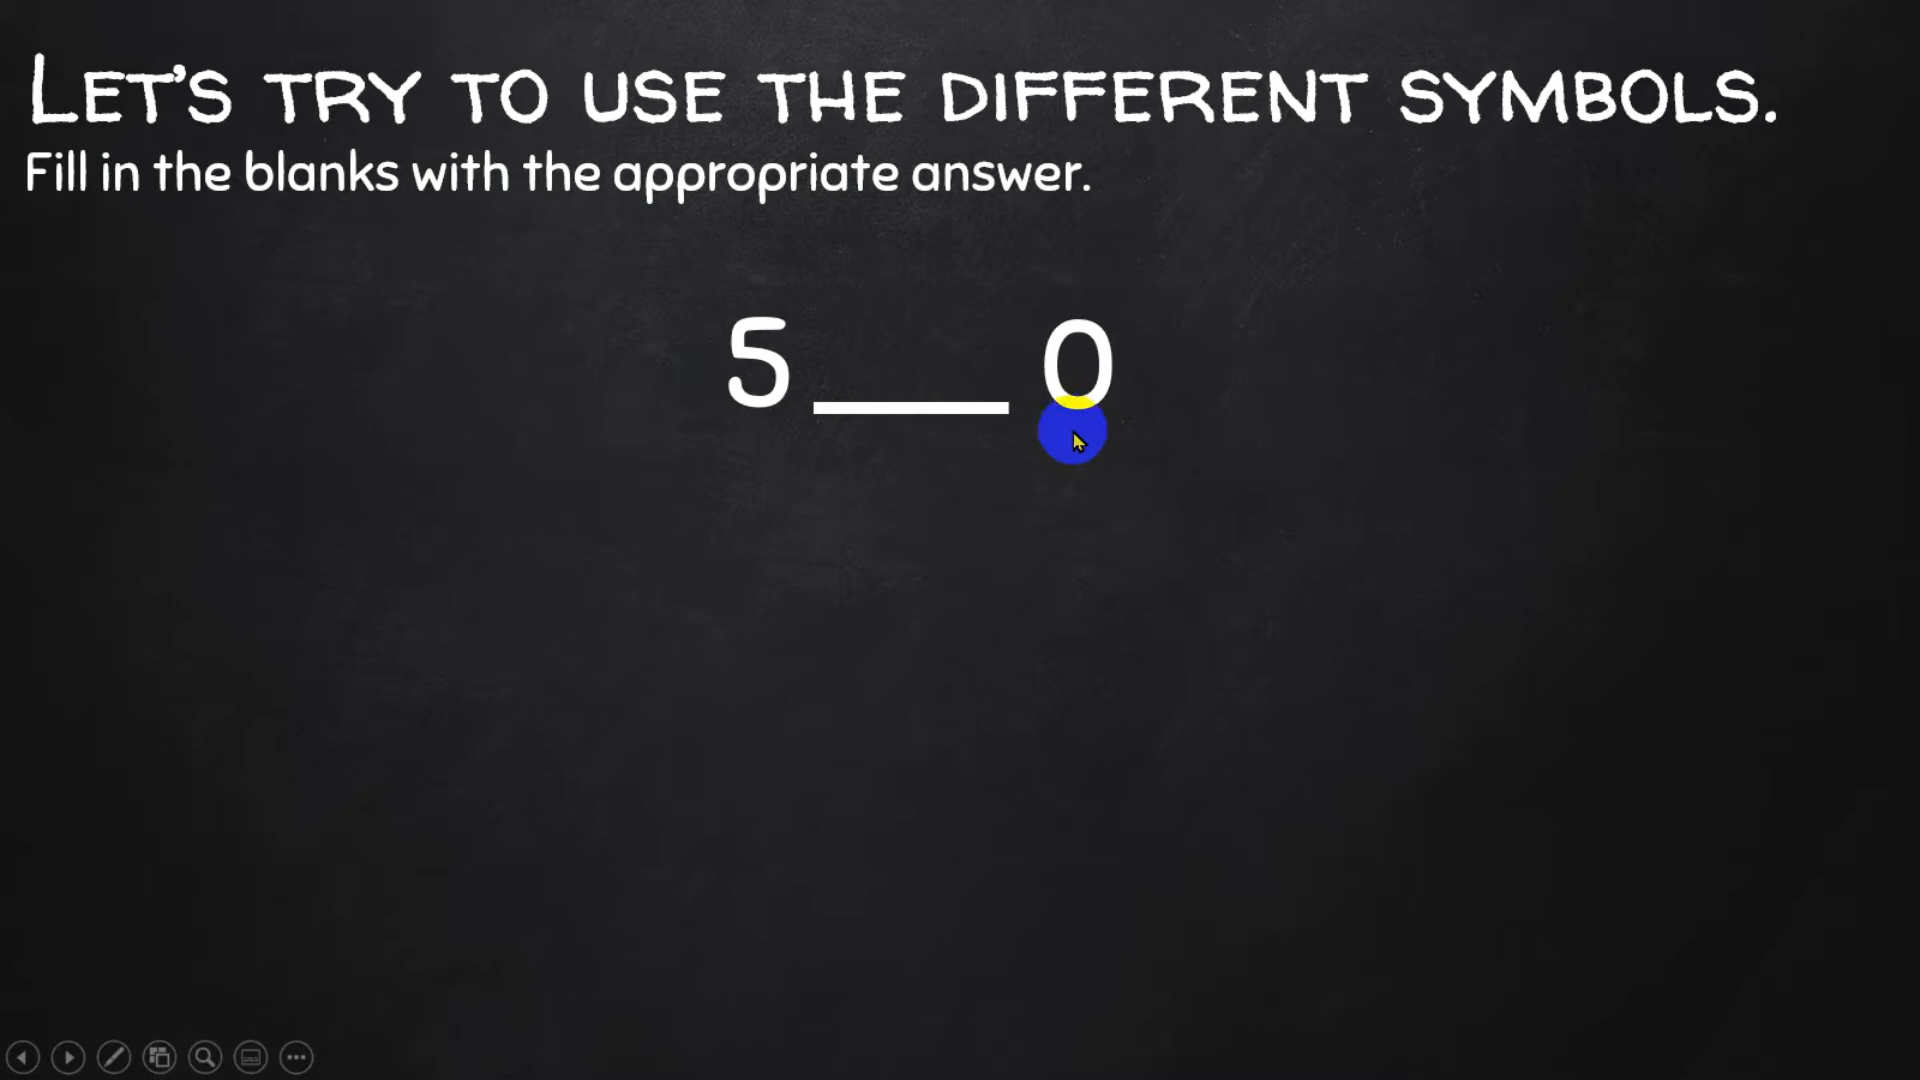 LET'S TRY TO USE THE DIFFERENT SYMBOLS.
Fill in the blanks with the appropriate answer.
5 ___ 0